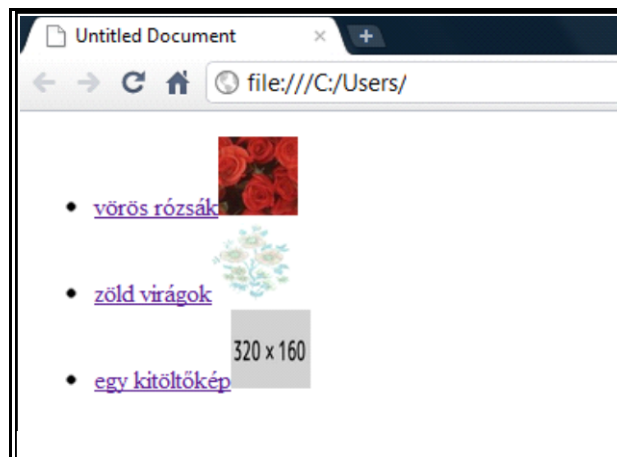 Untitled Document
file:///C:/Users/
vörös rózsák
zöld virágok
320 x 160
egy kitöltőkép